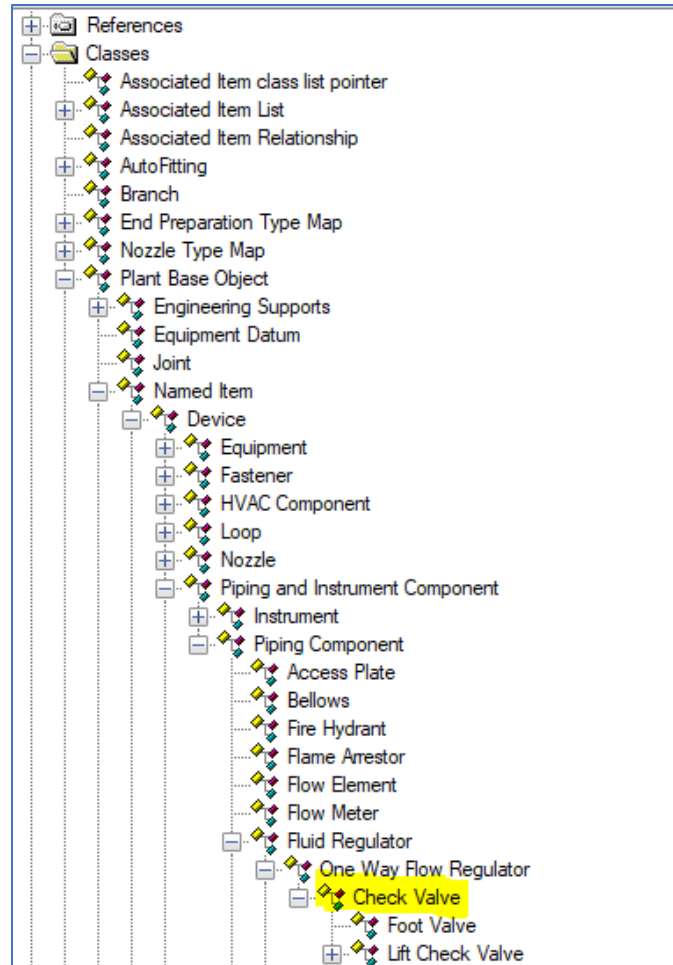 References
Classes
Associated Item class list pointer
Associated Item List
Associated Item Relationship
AutoFitting
Branch
End Preparation Type Map
Nozzle Type Map
Plant Base Object
Engineering Supports
Equipment Datum
Joint
Named Item
Device
Equipment
Fastener
HVAC Component
Loop
Nozzle
Piping and Instrument Component
Instrument
Piping Component
Access Plate
Bellows
Fire Hydrant
Flame Arrestor
Flow Element
Flow Meter
Fluid Regulator
One Way Flow Regulator
Check Valve
Foot Valve
Lift Check Valve